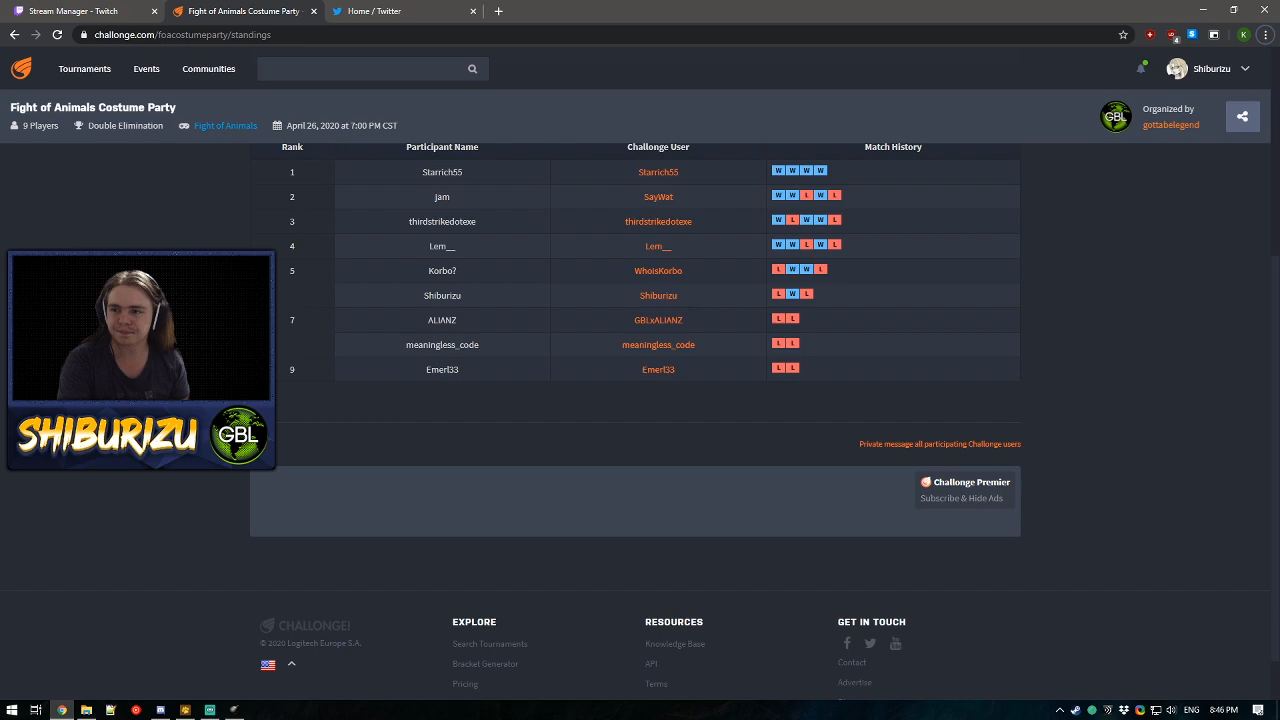 Stream Manager - Twitch
Fight of Animals Costume Party
Home / Twitter
challonge.com/foacostumeparty/standings
4
K
Tournaments
Events
Communities
Shiburizu
Fight of Animals Costume Party
9 Players
Double Elimination
Fight of Animals
April 26, 2020 at 7:00 PM CST
GBL
Organized by
gottabelegend
Rank Participant Name Challonge User Match History
1 Starrich55 Starrich55 W W W W
2 Jam SayWat W W L W L
3 thirdstrikedotexe thirdstrikedotexe W L W W L
4 Lem__ Lem__ W W L W L
5 Korbo? WhoisKorbo L W W L
Shiburizu Shiburizu L W L
7 ALIANZ GBLxALIANZ L L
meaningless_code meaningless_code L L
9 Emerl33 Emerl33 L L
SHIBURIZU
GBL
Private message all participating Challonge users
Challonge Premier
Subscribe & Hide Ads
CHALLONGE!
© 2020 Logitech Europe S.A.
EXPLORE
Search Tournaments
Bracket Generator
Pricing
RESOURCES
Knowledge Base
API
Terms
GET IN TOUCH
Contact
Advertise
ENG
8:46 PM